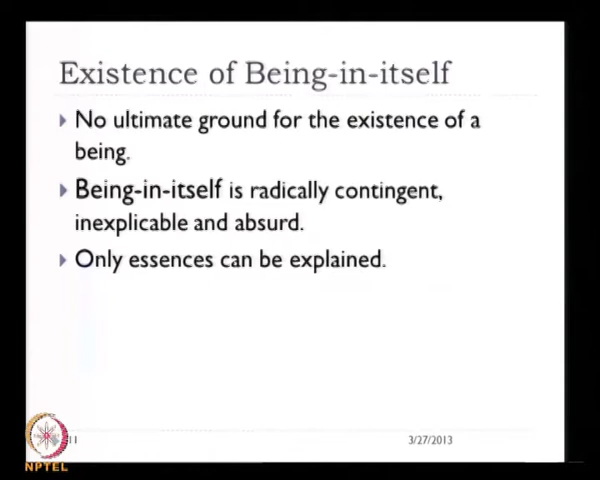 Existence of Being-in-itself
No ultimate ground for the existence of a
being.
Being-in-itself is radically contingent,
inexplicable and absurd.
Only essences can be explained.
11
3/27/2013
NPTEL